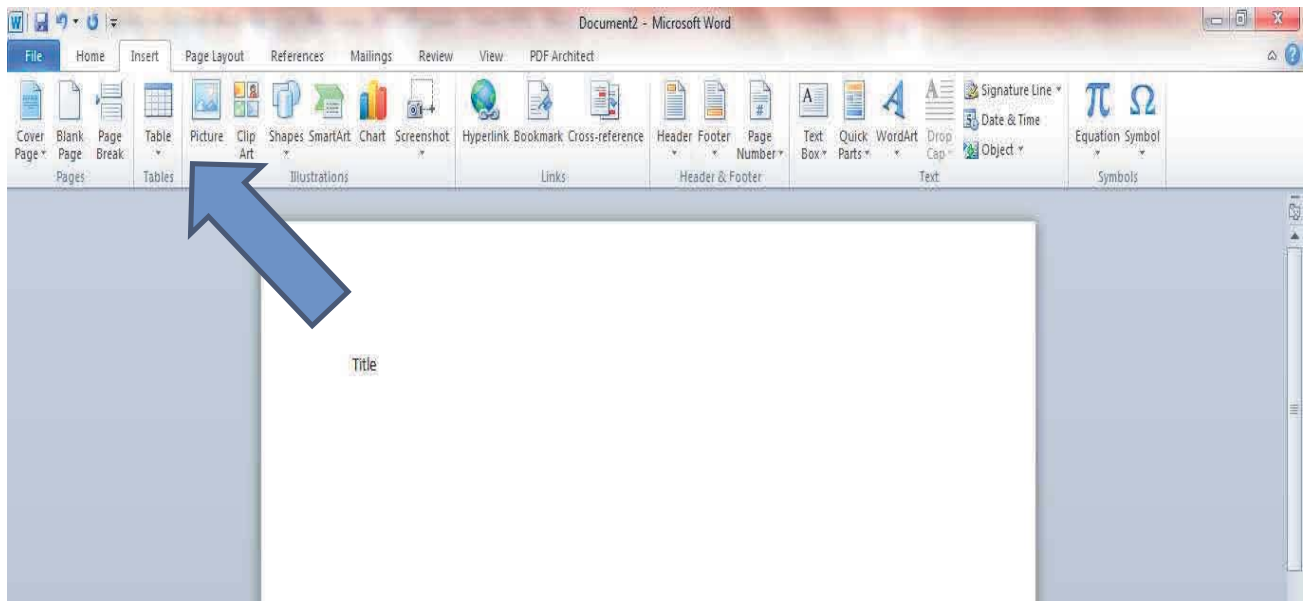 Document2 - Microsoft Word
File Home Insert Page Layout References Mailings Review View PDF Architect
Cover Page Blank Page Page Break Table Picture Clip Art Shapes SmartArt Chart Screenshot Hyperlink Bookmark Cross-reference Header Footer Page Number Text Box Quick Parts WordArt Drop Cap Signature Line Date & Time Object Equation Symbol
Pages Tables Illustrations Links Header & Footer Text Symbols
Title